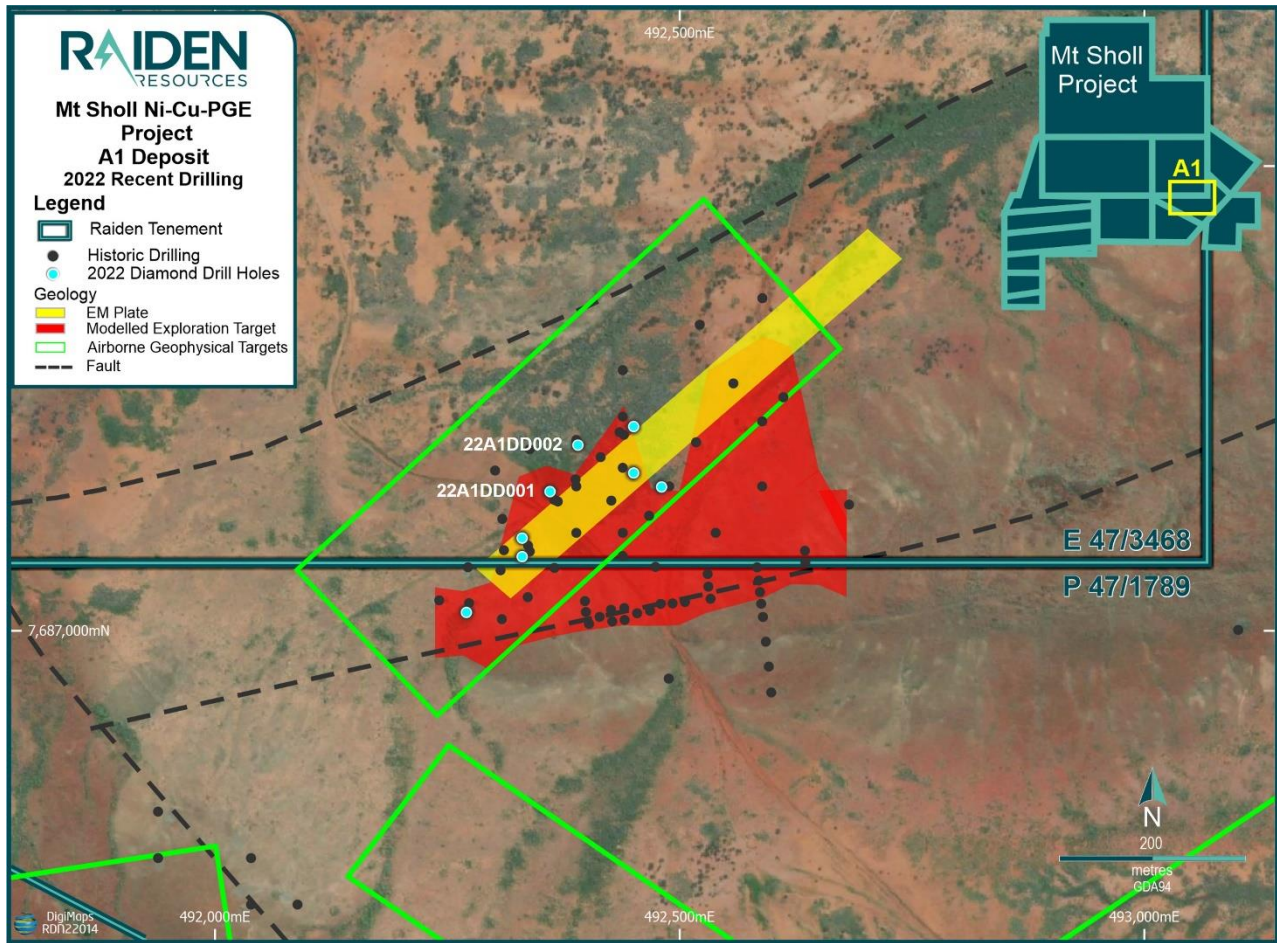 RAIDEN
RESOURCES
Mt Sholl Ni-Cu-PGE
Project
A1 Deposit
2022 Recent Drilling
Legend
Raiden Tenement
Historic Drilling
2022 Diamond Drill Holes
Geology
EM Plate
Modelled Exploration Target
Airborne Geophysical Targets
Fault
492,500mE
Mt Sholl
Project
A1
22A1DD002
22A1DD001
E 47/3468
P 47/1789
7,687,000mN
N
200
metres
GDA94
DigiMaps
RDN22014
492,000mE
492,500mE
493,000mE